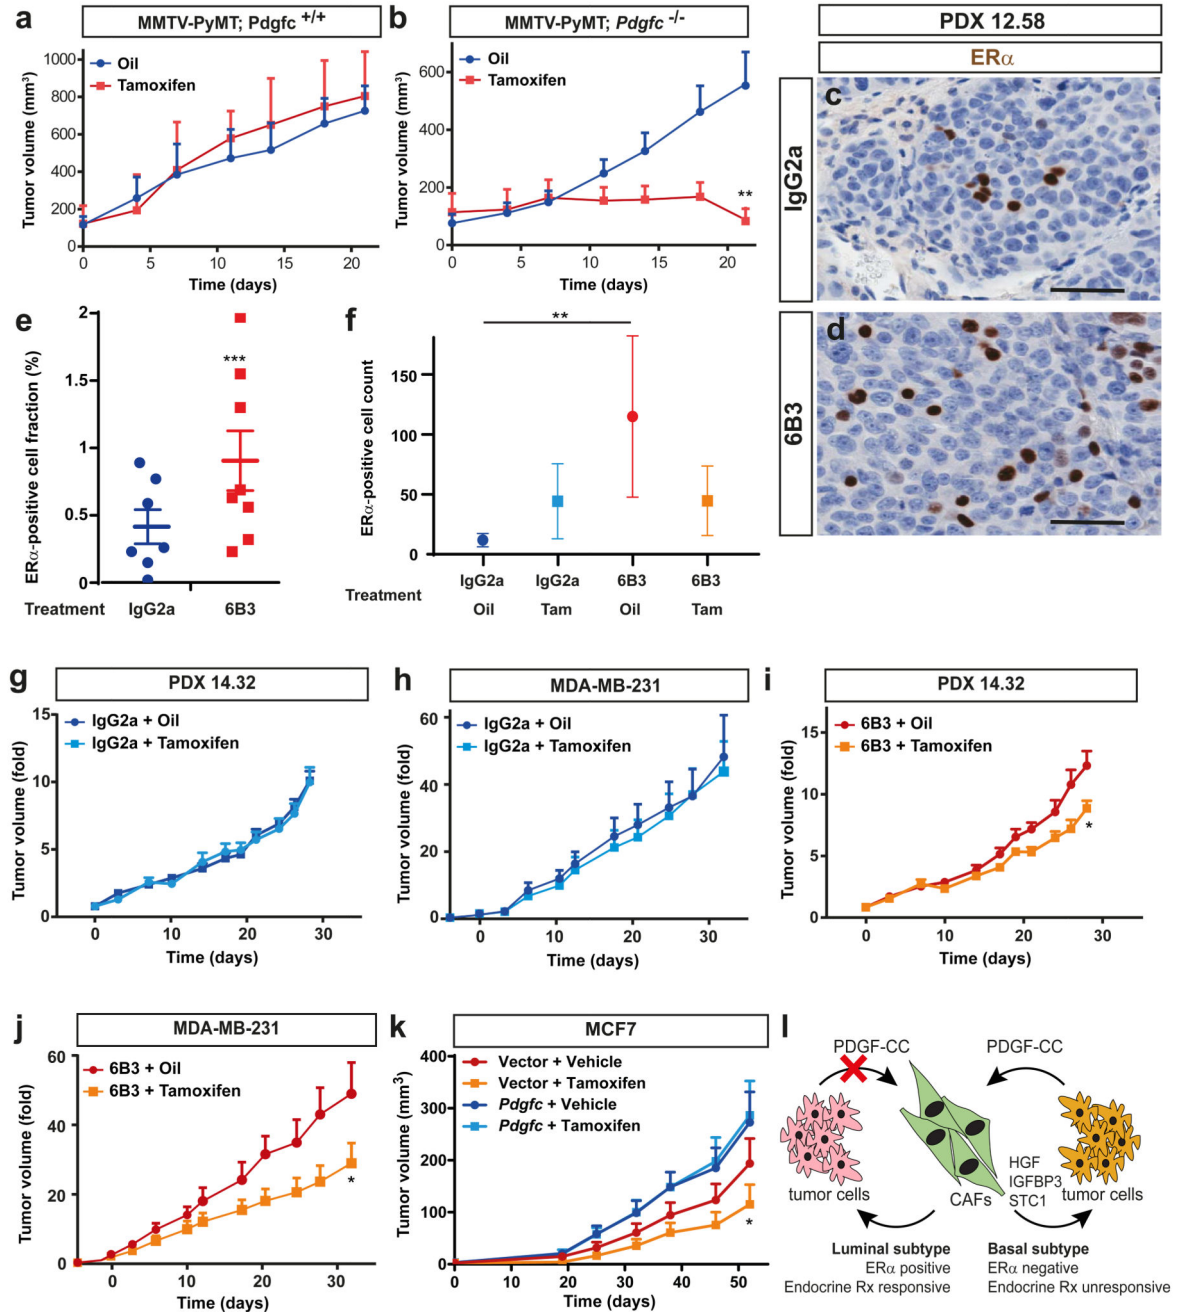 a
MMTV-PyMT; Pdgfc +/+
1000
800
600
400
200
0
Tumor volume (mm³)
Oil
Tamoxifen
0 5 10 15 20
Time (days)
b
MMTV-PyMT; Pdgfc -/-
600
400
200
0
Tumor volume (mm³)
Oil
Tamoxifen
**
0 5 10 15 20
Time (days)
PDX 12.58
ERα
IgG2a
c
6B3
d
e
2
1.5
1
0.5
0
ERα-positive cell fraction (%)
***
Treatment IgG2a 6B3
f
150
100
50
0
ERα-positive cell count
**
IgG2a IgG2a 6B3 6B3
Treatment
Oil Tam Oil Tam
g
PDX 14.32
15
10
5
0
Tumor volume (fold)
IgG2a + Oil
IgG2a + Tamoxifen
0 10 20 30
Time (days)
h
MDA-MB-231
60
40
20
0
Tumor volume (fold)
IgG2a + Oil
IgG2a + Tamoxifen
0 10 20 30
Time (days)
i
PDX 14.32
15
10
5
0
Tumor volume (fold)
6B3 + Oil
6B3 + Tamoxifen
*
0 10 20 30
Time (days)
j
MDA-MB-231
60
40
20
0
Tumor volume (fold)
6B3 + Oil
6B3 + Tamoxifen
*
0 10 20 30
Time (days)
k
MCF7
400
300
200
100
0
Tumor volume (mm³)
Vector + Vehicle
Vector + Tamoxifen
Pdgfc + Vehicle
Pdgfc + Tamoxifen
*
0 10 20 30 40 50
Time (days)
l
PDGF-CC PDGF-CC
HGF
IGFBP3
STC1
tumor cells CAFs tumor cells
Luminal subtype
ERα positive
Endocrine Rx responsive
Basal subtype
ERα negative
Endocrine Rx unresponsive